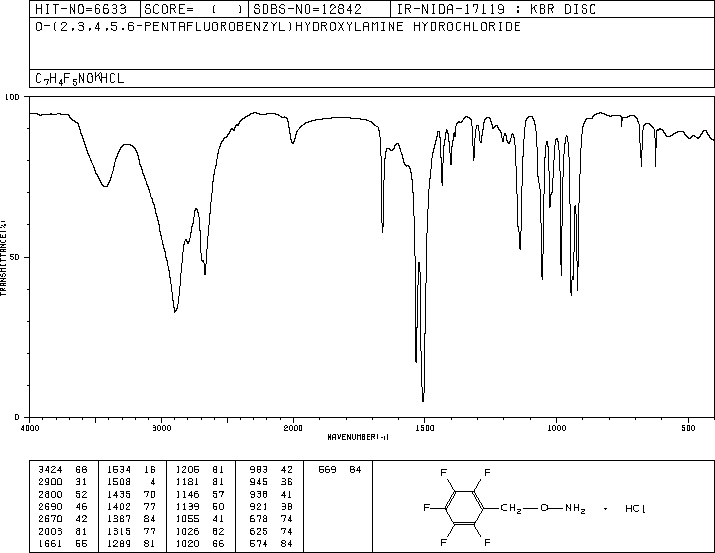 HIT-NO=6633 SCORE= ( ) SDBS-NO=12842 IR-NIDA-17119 : KBR DISC
O-(2,3,4,5,6-PENTAFLUOROBENZYL)HYDROXYLAMINE HYDROCHLORIDE
C7H4F5NO·HCL
100
50
0
TRANSMITTANCE(%)
4000 3000 2000 1500 1000 500
WAVENUMBER(-1)
3424 68 1534 16 1206 81 983 42 569 84
2900 31 1508 4 1181 81 945 36
2800 52 1435 70 1146 57 938 41
2690 46 1402 77 1139 60 921 38
2670 42 1387 84 1055 41 678 74
2003 81 1315 77 1026 82 625 74
1661 55 1289 81 1020 66 574 84
F F
F CH2 O NH2 · HCl
F F